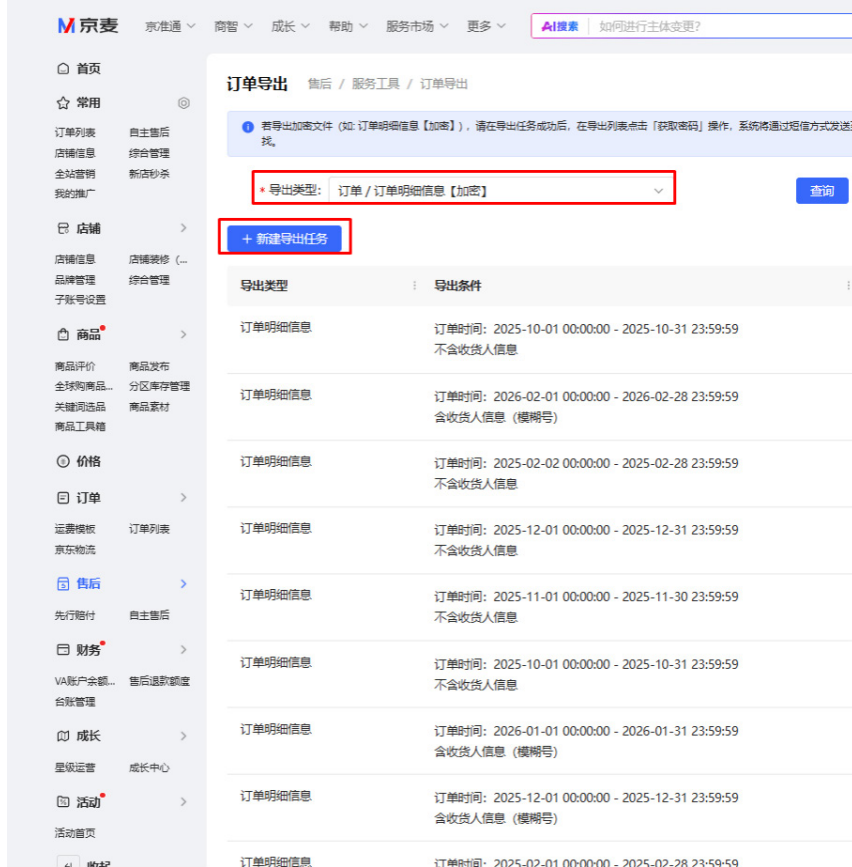 京麦 京准通 商智 成长 帮助 服务市场 更多 AI搜索 如何进行主体变更?
首页
常用
订单列表 自主售后
店铺信息 综合管理
全站营销 新店秒杀
我的推广
店铺
店铺信息 店铺装修（...
品牌管理 综合管理
子账号设置
商品
商品评价 商品发布
全球购商品... 分区库存管理
关键词选品 商品素材
商品工具箱
价格
订单
运费模板 订单列表
京东物流
售后
先行赔付 自主售后
财务
VA账户余额... 售后退款额度
台账管理
成长
星级运营 成长中心
活动
活动首页
收起
订单导出 售后 / 服务工具 / 订单导出
若导出加密文件（如: 订单明细信息【加密】），请在导出任务成功后，在导出列表点击「获取密码」操作，系统将通过短信方式发送至
找。
* 导出类型: 订单 / 订单明细信息【加密】 查询
+ 新建导出任务
导出类型 导出条件
订单明细信息 订单时间: 2025-10-01 00:00:00 - 2025-10-31 23:59:59
不含收货人信息
订单明细信息 订单时间: 2026-02-01 00:00:00 - 2026-02-28 23:59:59
含收货人信息（模糊号）
订单明细信息 订单时间: 2025-02-02 00:00:00 - 2025-02-28 23:59:59
不含收货人信息
订单明细信息 订单时间: 2025-12-01 00:00:00 - 2025-12-31 23:59:59
不含收货人信息
订单明细信息 订单时间: 2025-11-01 00:00:00 - 2025-11-30 23:59:59
不含收货人信息
订单明细信息 订单时间: 2025-10-01 00:00:00 - 2025-10-31 23:59:59
不含收货人信息
订单明细信息 订单时间: 2026-01-01 00:00:00 - 2026-01-31 23:59:59
含收货人信息（模糊号）
订单明细信息 订单时间: 2025-12-01 00:00:00 - 2025-12-31 23:59:59
含收货人信息（模糊号）
订单明细信息 订单时间: 2025-02-01 00:00:00 - 2025-02-28 23:59:59